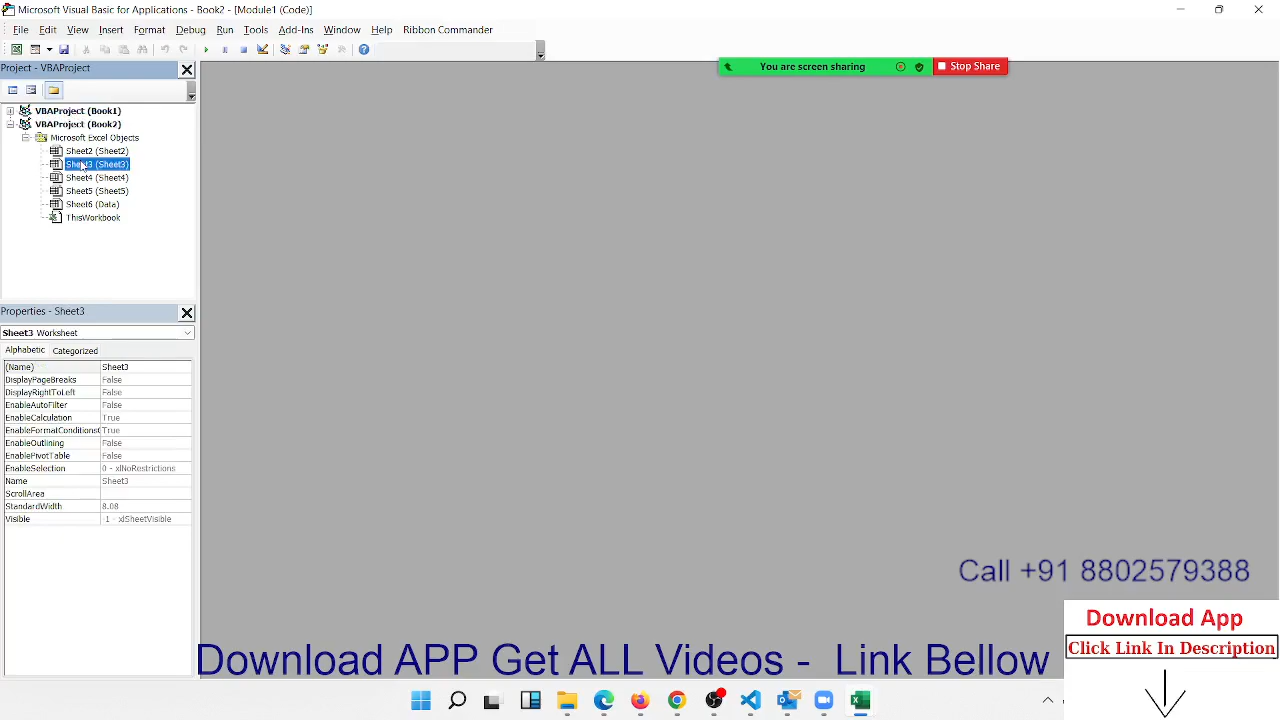 Microsoft Visual Basic for Applications - Book2 - [Module1 (Code)]
File Edit View Insert Format Debug Run Tools Add-Ins Window Help Ribbon Commander
Project - VBAProject
You are screen sharing
Stop Share
VBAProject (Book1)
VBAProject (Book2)
Microsoft Excel Objects
Sheet2 (Sheet2)
Sheet3 (Sheet3)
Sheet4 (Sheet4)
Sheet5 (Sheet5)
Sheet6 (Data)
ThisWorkbook
Properties - Sheet3
Sheet3 Worksheet
Alphabetic Categorized
(Name) Sheet3
DisplayPageBreaks False
DisplayRightToLeft False
EnableAutoFilter False
EnableCalculation True
EnableFormatConditionsC True
EnableOutlining False
EnablePivotTable False
EnableSelection 0 - xlNoRestrictions
Name Sheet3
ScrollArea
StandardWidth 8.08
Visible -1 - xlSheetVisible
Call +91 8802579388
Download App
Click Link In Description
Download APP Get ALL Videos - Link Bellow